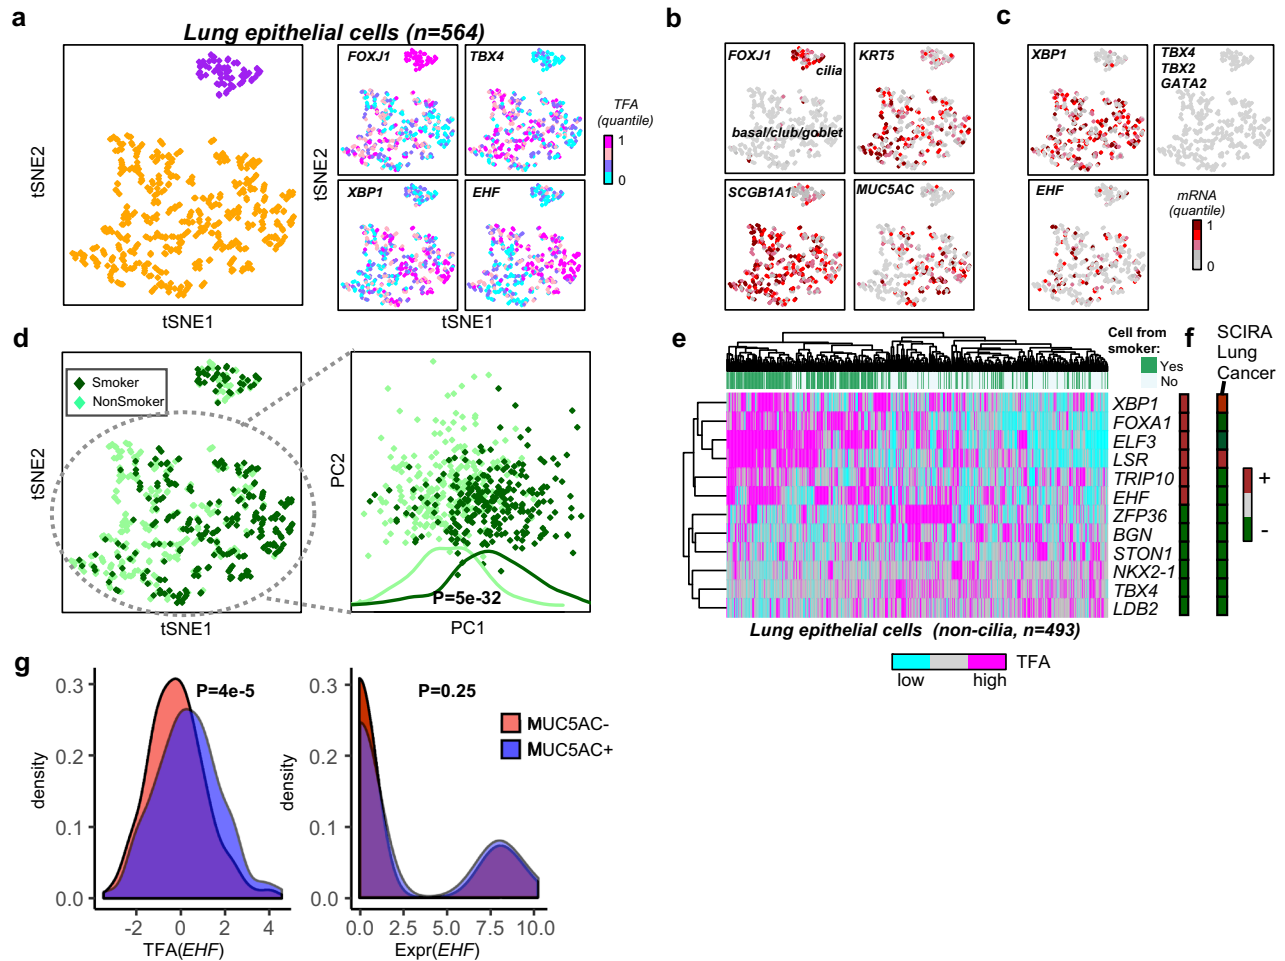 a
Lung epithelial cells (n=564)
tSNE2
tSNE1
tSNE2
FOXJ1
TBX4
XBP1
EHF
tSNE1
TFA
(quantile)
1
0
b
FOXJ1
cilia
basal/club/goblet
KRT5
SCGB1A1
MUC5AC
c
XBP1
TBX4
TBX2
GATA2
EHF
mRNA
(quantile)
1
0
d
Smoker
NonSmoker
tSNE2
tSNE1
PC2
P=5e-32
PC1
e
Cell from
smoker:
Yes
No
XBP1
FOXA1
ELF3
LSR
TRIP10
EHF
ZFP36
BGN
STON1
NKX2-1
TBX4
LDB2
Lung epithelial cells (non-cilia, n=493)
TFA
low
high
f
SCIRA
Lung
Cancer
+
-
g
density
0.3
0.2
0.1
0.0
P=4e-5
-2 0 2 4
TFA(EHF)
density
0.3
0.2
0.1
0.0
P=0.25
0.0 2.5 5.0 7.5 10.0
Expr(EHF)
MUC5AC-
MUC5AC+